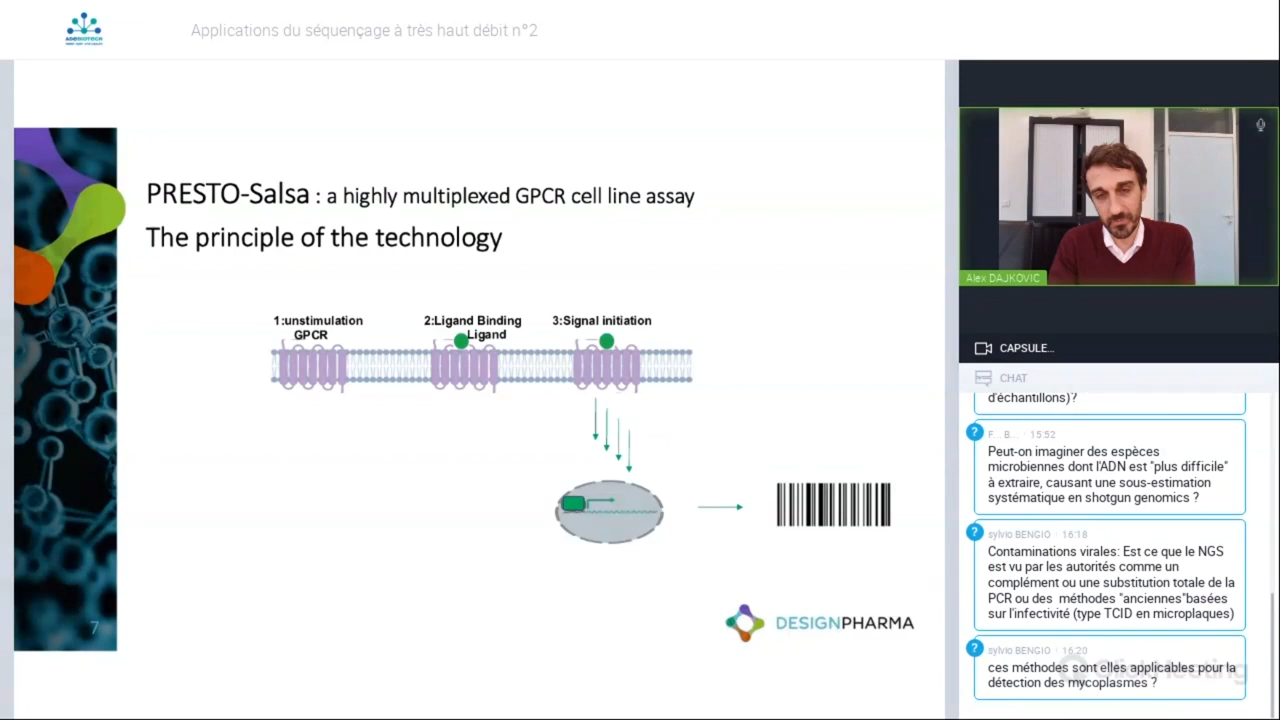 ADEBIOTECH
Applications du séquençage à très haut débit n°2
PRESTO-Salsa : a highly multiplexed GPCR cell line assay
The principle of the technology
1:unstimulation
GPCR
2:Ligand Binding
Ligand
3:Signal initiation
7
DESIGNPHARMA
Alex DAJKOVIC
CAPSULE...
CHAT
d'échantillons)?
? F... B... · 15:52
Peut-on imaginer des espèces
microbiennes dont l'ADN est "plus difficile"
à extraire, causant une sous-estimation
systématique en shotgun genomics ?
? sylvio BENGIO · 16:18
Contaminations virales: Est ce que le NGS
est vu par les autorités comme un
complément ou une substitution totale de la
PCR ou des méthodes "anciennes"basées
sur l'infectivité (type TCID en microplaques)
? sylvio BENGIO · 16:20
ces méthodes sont elles applicables pour la
détection des mycoplasmes ?
ClickMeeting